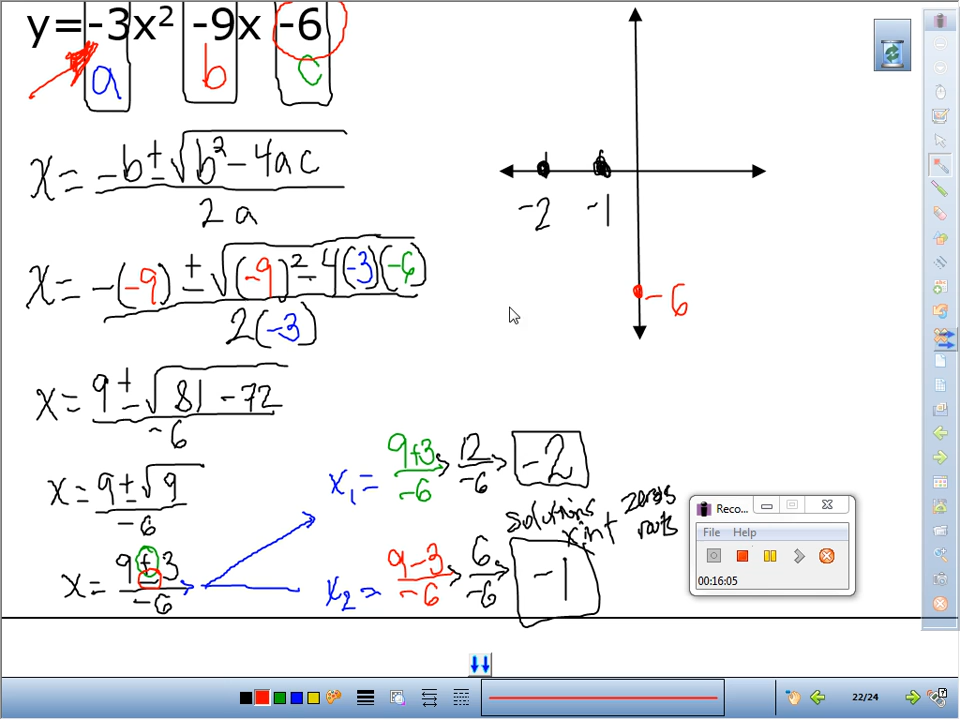 y=-3x² -9x -6
a b c
x = -b ± √b² - 4ac
2a
x = -(-9) ± √(-9)² - 4(-3)(-6)
2(-3)
x = 9 ± √81 - 72
-6
x = 9 ± √9
-6
x = 9 ± 3
-6
x₁ = 9+3 12 -2
-6 -6
solutions zeros
x int roots
x₂ = 9-3 6 -1
-6 -6
-2 -1
-6
Reco...
File Help
00:16:05
22/24